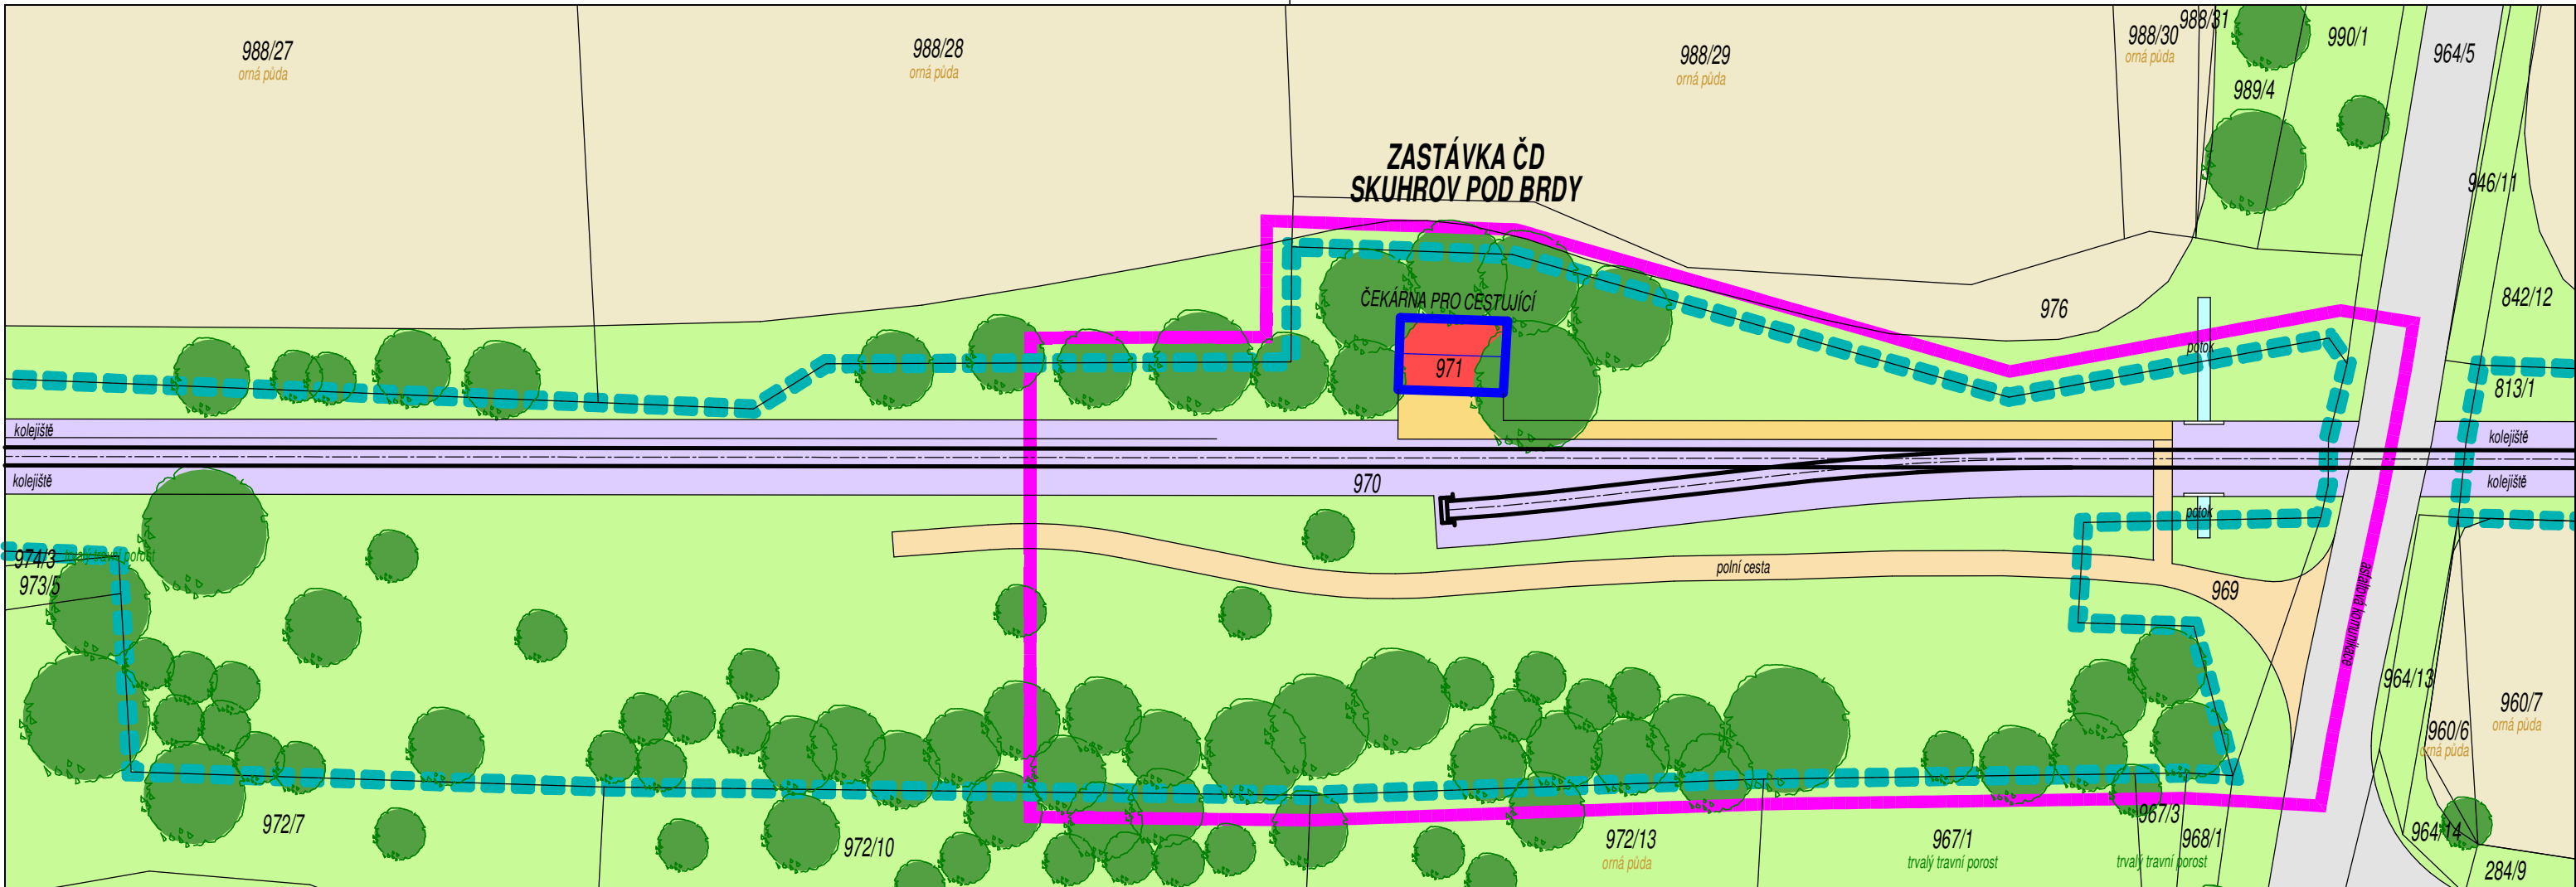 988/27
orná půda
988/28
orná půda
988/29
orná půda
988/30
orná půda
988/31
990/1
964/5
989/4
ZASTÁVKA ČD
SKUHROV POD BRDY
946/11
ČEKÁRNA PRO CESTUJÍCÍ
976
842/12
potok
971
813/1
kolejiště
kolejiště
kolejiště
970
kolejiště
potok
974/3
trvalý travní porost
973/5
polní cesta
969
asfaltová komunikace
964/13
960/7
orná půda
960/6
orná půda
972/7
972/10
972/13
orná půda
967/1
trvalý travní porost
967/3
968/1
trvalý travní porost
964/14
284/9